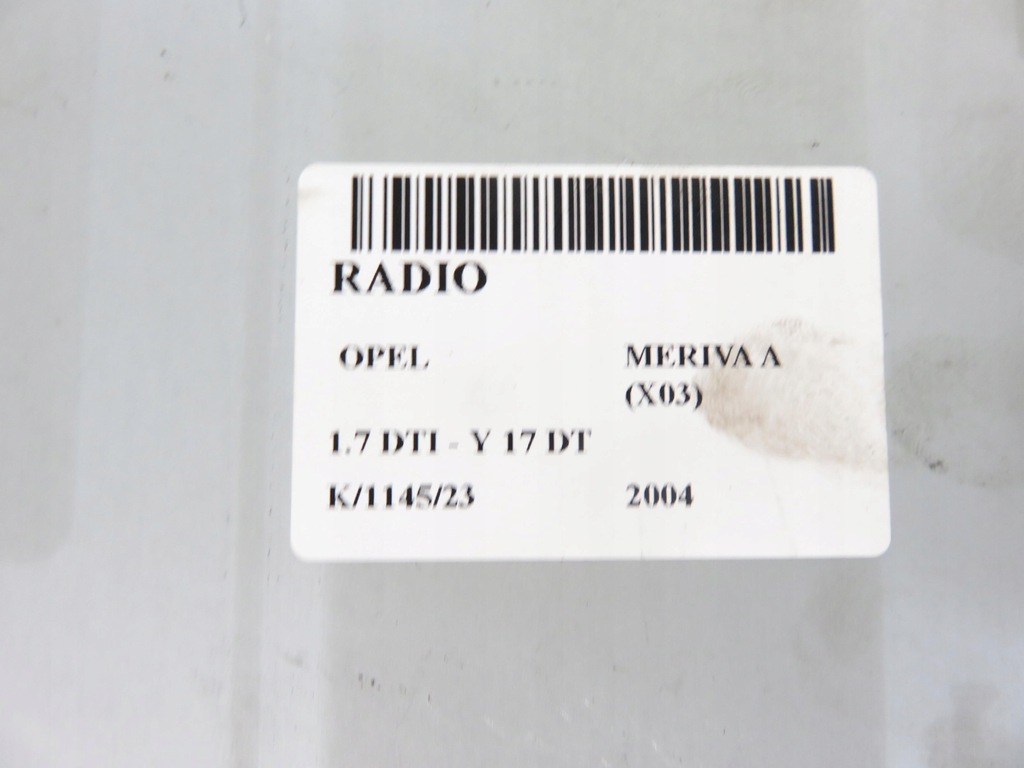 RADIO
OPEL MERIVA A
(X03)
1.7 DTI - Y 17 DT
K/1145/23 2004